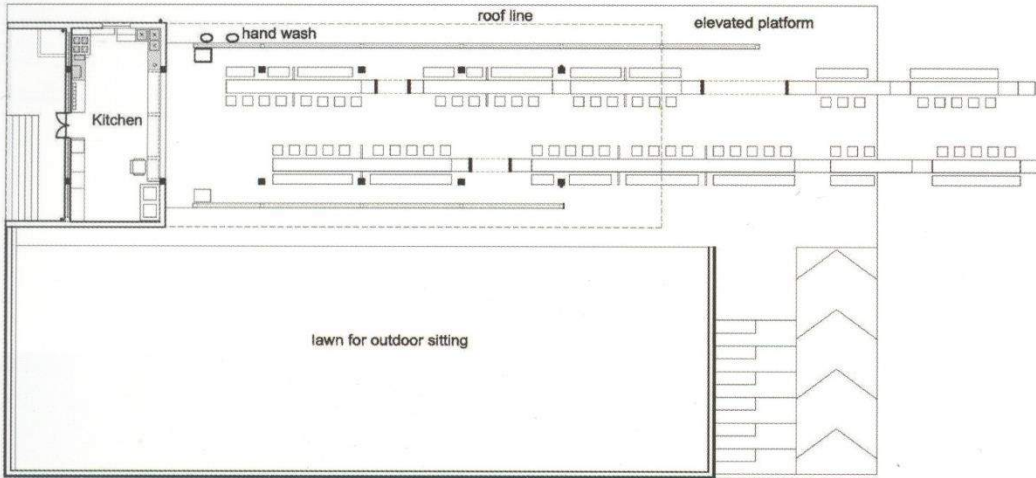 roof line
elevated platform
hand wash
Kitchen
lawn for outdoor sitting